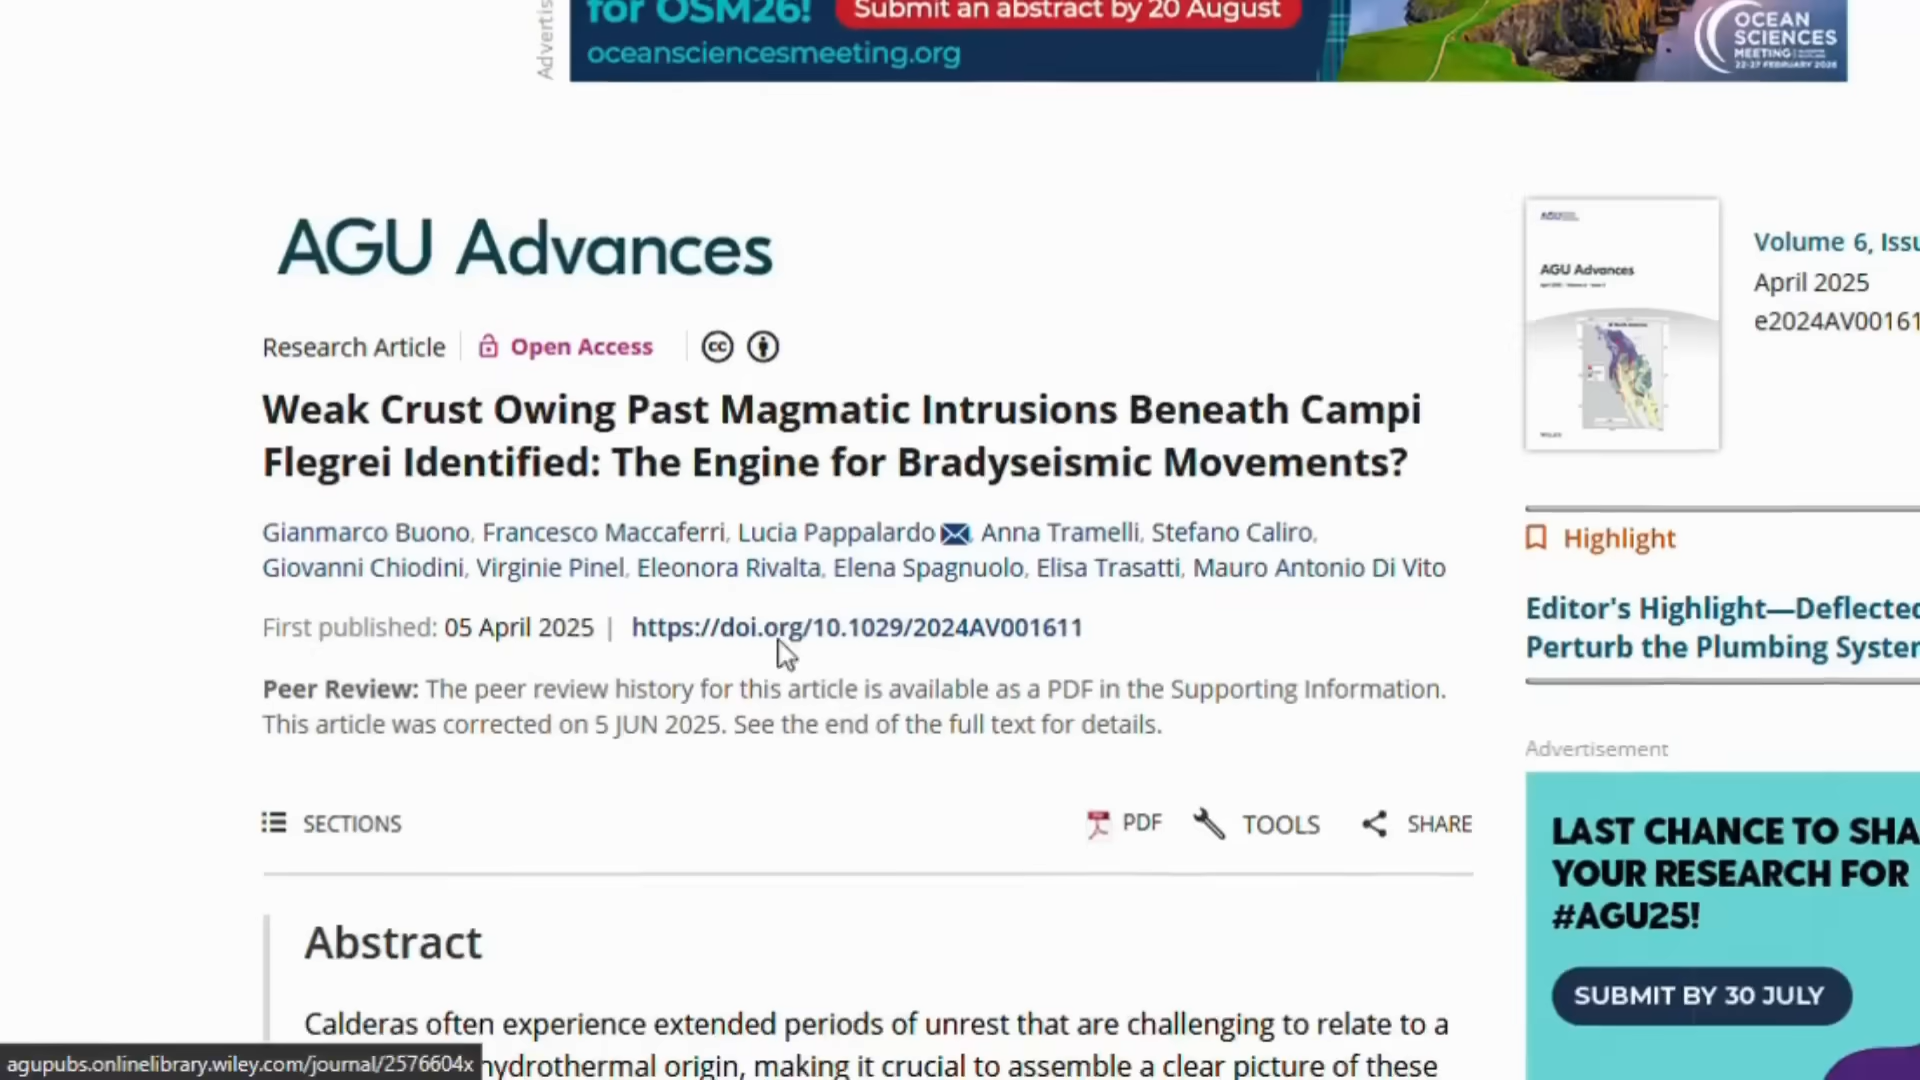 for OSM26!
Submit an abstract by 20 August
oceansciencesmeeting.org
OCEAN
SCIENCES
MEETING
22-27 FEBRUARY 2026
AGU Advances
Research Article
Open Access
Weak Crust Owing Past Magmatic Intrusions Beneath Campi
Flegrei Identified: The Engine for Bradyseismic Movements?
Gianmarco Buono, Francesco Maccaferri, Lucia Pappalardo, Anna Tramelli, Stefano Caliro,
Giovanni Chiodini, Virginie Pinel, Eleonora Rivalta, Elena Spagnuolo, Elisa Trasatti, Mauro Antonio Di Vito
First published: 05 April 2025 | https://doi.org/10.1029/2024AV001611
Peer Review: The peer review history for this article is available as a PDF in the Supporting Information.
This article was corrected on 5 JUN 2025. See the end of the full text for details.
SECTIONS
PDF
TOOLS
SHARE
Abstract
Calderas often experience extended periods of unrest that are challenging to relate to a
hydrothermal origin, making it crucial to assemble a clear picture of these
agupubs.onlinelibrary.wiley.com/journal/2576604x
AGU Advances
Volume 6, Issu
April 2025
e2024AV00161
Highlight
Editor's Highlight—Deflected
Perturb the Plumbing System
Advertisement
LAST CHANCE TO SHA
YOUR RESEARCH FOR
#AGU25!
SUBMIT BY 30 JULY